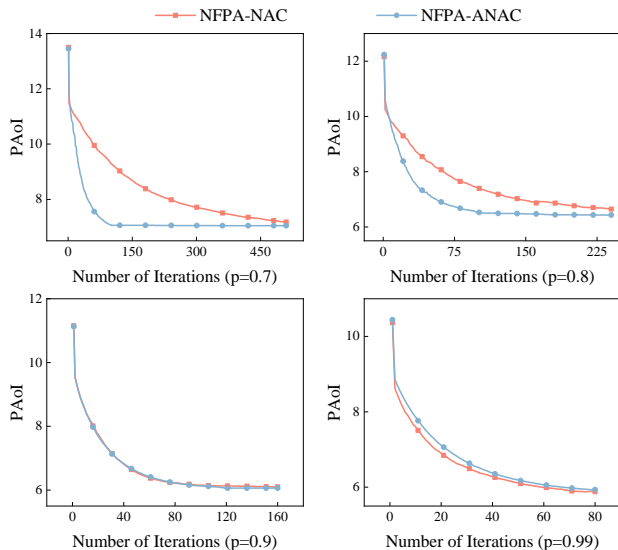 NFPA-NAC NFPA-ANAC
14
12
10
8
PAoI
0 150 300 450
Number of Iterations (p=0.7)
12
10
8
6
PAoI
0 75 150 225
Number of Iterations (p=0.8)
12
10
8
6
PAoI
0 40 80 120 160
Number of Iterations (p=0.9)
10
8
6
PAoI
0 20 40 60 80
Number of Iterations (p=0.99)